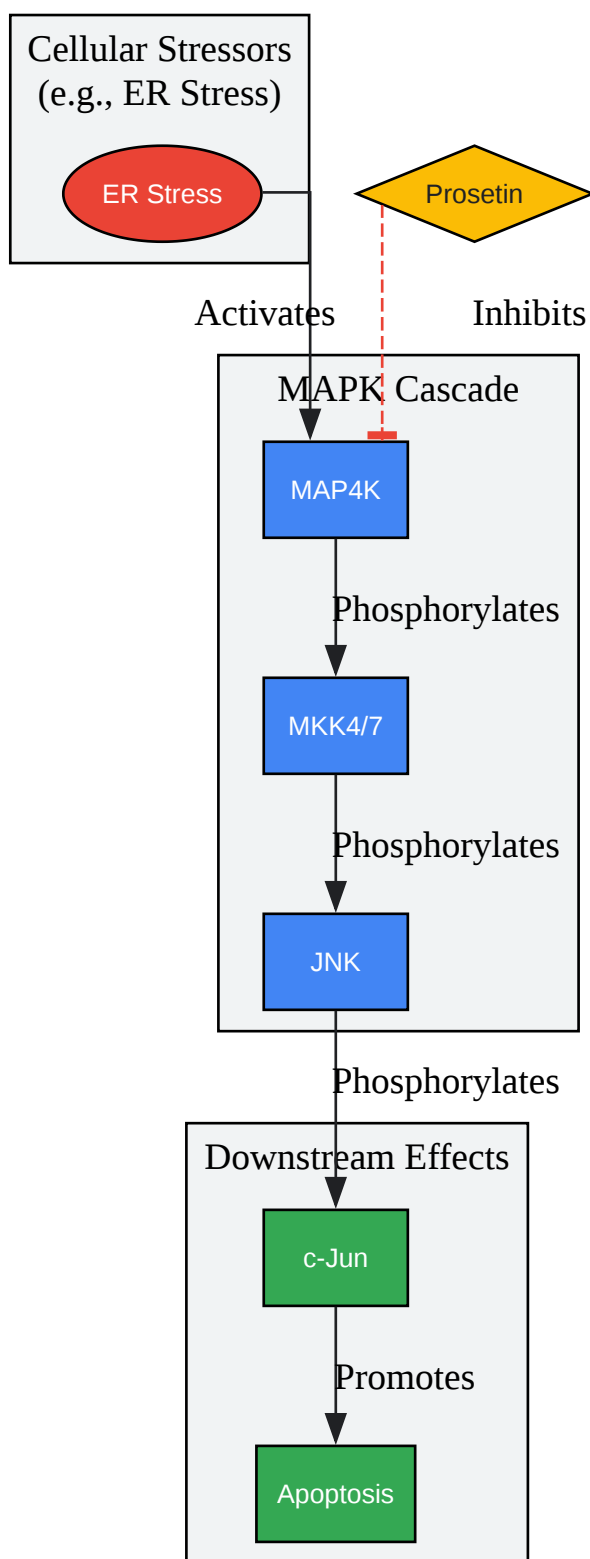 Cellular Stressors
(e.g., ER Stress)
ER Stress
Prosetin
Activates
Inhibits
MAPK Cascade
MAP4K
Phosphorylates
MKK4/7
Phosphorylates
JNK
Phosphorylates
Downstream Effects
c-Jun
Promotes
Apoptosis